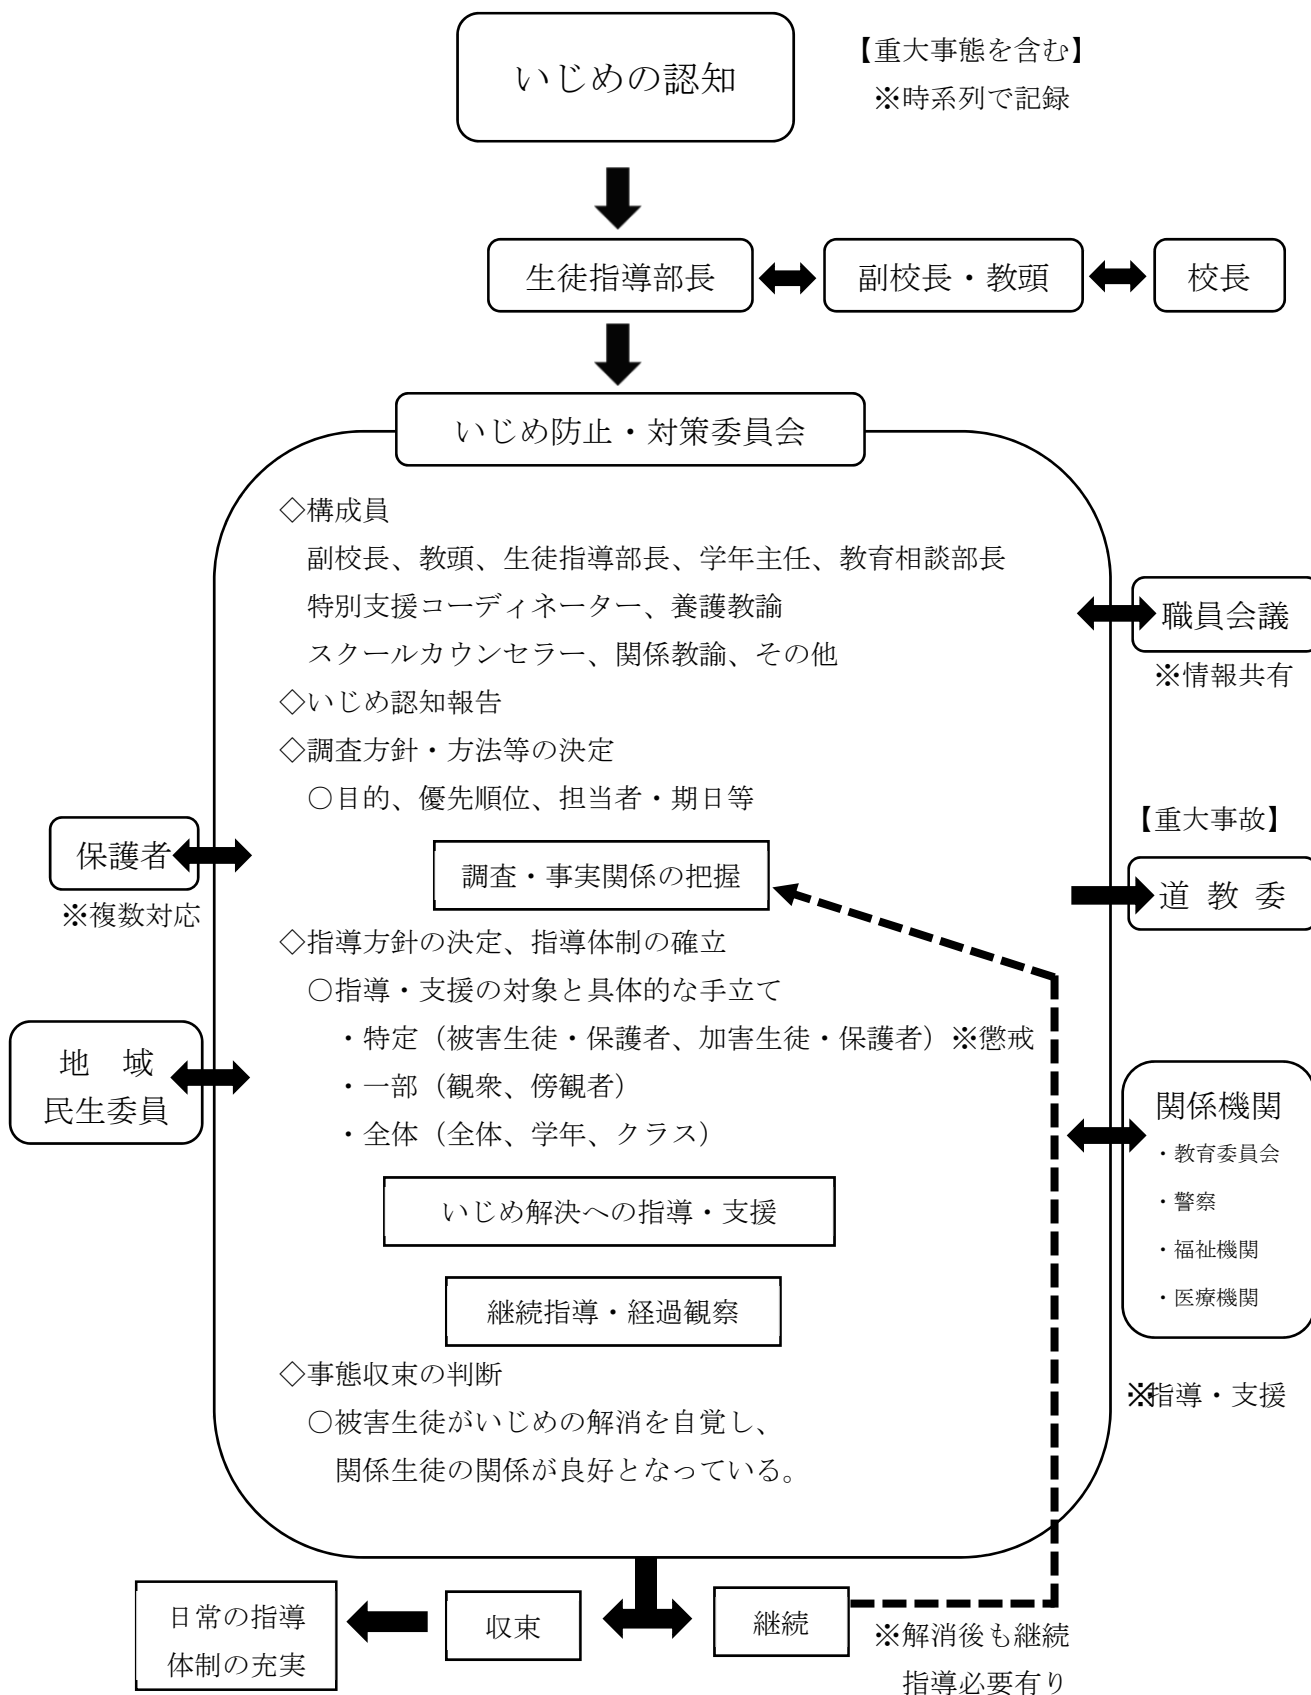 いじめの認知
【重大事態を含む】
※時系列で記録
生徒指導部長
副校長・教頭
校長
いじめ防止・対策委員会
◇構成員
副校長、教頭、生徒指導部長、学年主任、教育相談部長
特別支援コーディネーター、養護教諭
スクールカウンセラー、関係教諭、その他
◇いじめ認知報告
◇調査方針・方法等の決定
○目的、優先順位、担当者・期日等
調査・事実関係の把握
◇指導方針の決定、指導体制の確立
○指導・支援の対象と具体的な手立て
・特定（被害生徒・保護者、加害生徒・保護者）※懲戒
・一部（観衆、傍観者）
・全体（全体、学年、クラス）
いじめ解決への指導・支援
継続指導・経過観察
◇事態収束の判断
○被害生徒がいじめの解消を自覚し、
関係生徒の関係が良好となっている。
保護者
※複数対応
地　域
民生委員
職員会議
※情報共有
【重大事故】
道 教 委
関係機関
・教育委員会
・警察
・福祉機関
・医療機関
※指導・支援
日常の指導
体制の充実
収束
継続
※解消後も継続
指導必要有り